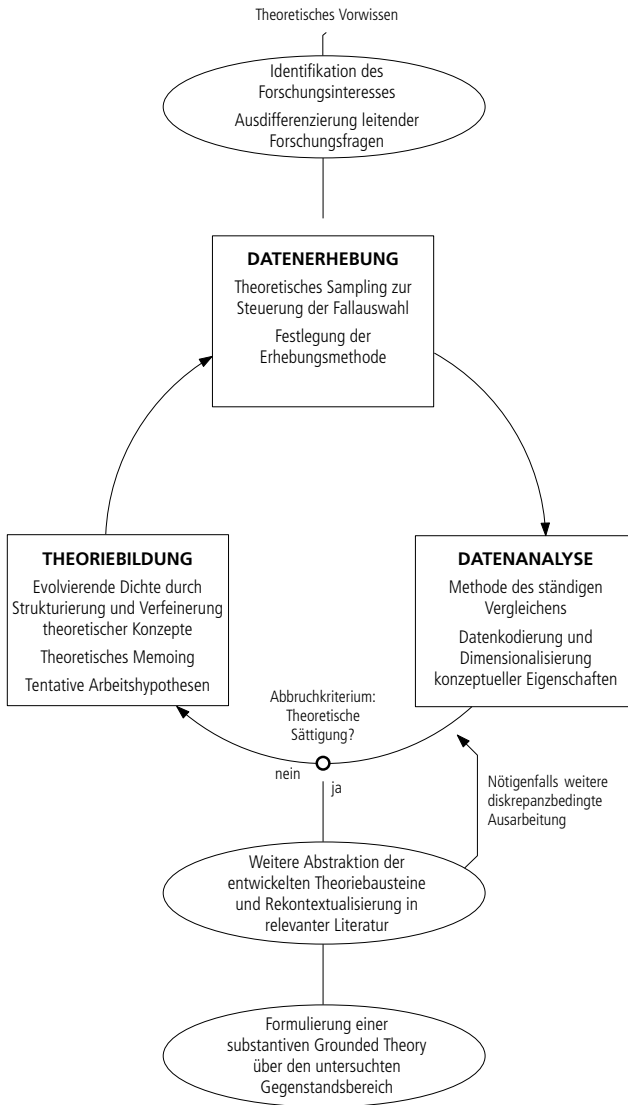 Theoretisches Vorwissen
Identifikation des
Forschungsinteresses
Ausdifferenzierung leitender
Forschungsfragen
DATENERHEBUNG
Theoretisches Sampling zur
Steuerung der Fallauswahl
Festlegung der
Erhebungsmethode
THEORIEBILDUNG
Evolvierende Dichte durch
Strukturierung und Verfeinerung
theoretischer Konzepte
Theoretisches Memoing
Tentative Arbeitshypothesen
DATENANALYSE
Methode des ständigen
Vergleichens
Datenkodierung und
Dimensionalisierung
konzeptueller Eigenschaften
Abbruchkriterium:
Theoretische
Sättigung?
nein
ja
Nötigenfalls weitere
diskrepanzbedingte
Ausarbeitung
Weitere Abstraktion der
entwickelten Theoriebausteine
und Rekontextualisierung in
relevanter Literatur
Formulierung einer
substantiven Grounded Theory
über den untersuchten
Gegenstandsbereich